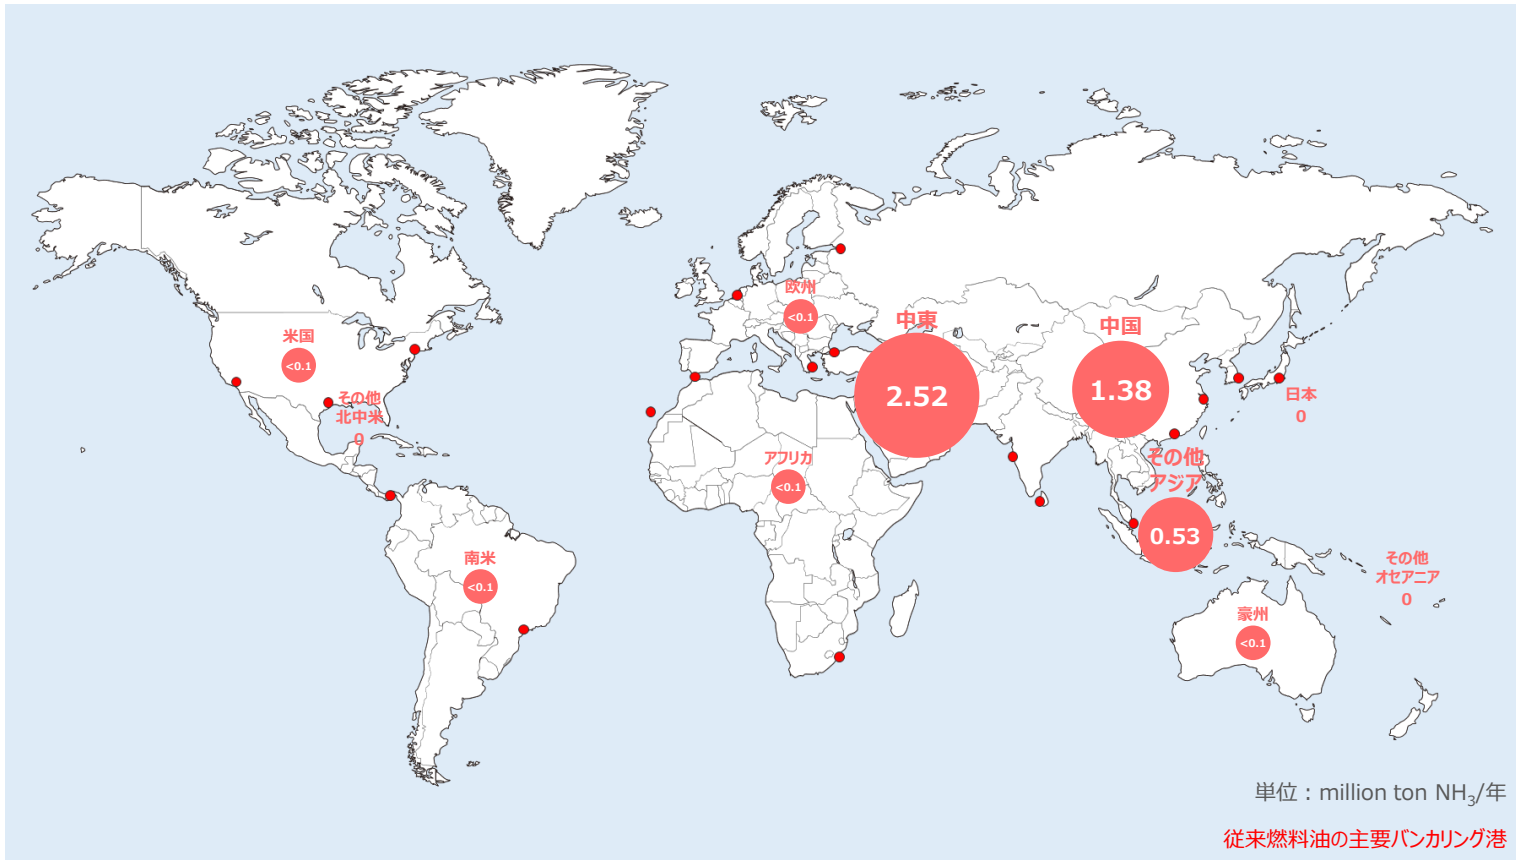 欧州
<0.1
中東
2.52
中国
1.38
米国
<0.1
その他
北中米
0
日本
0
アフリカ
<0.1
その他
アジア
0.53
南米
<0.1
その他
オセアニア
0
豪州
<0.1
単位：million ton NH₃/年
従来燃料油の主要バンカリング港